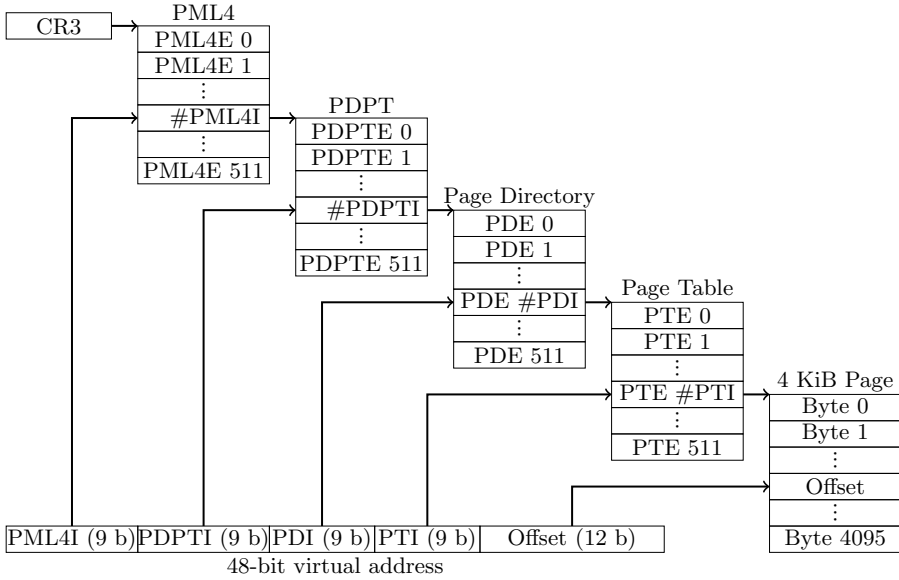 PML4
CR3
PML4E 0
PML4E 1
⋮
#PML4I
⋮
PML4E 511
PDPT
PDPTE 0
PDPTE 1
⋮
#PDPTI
⋮
PDPTE 511
Page Directory
PDE 0
PDE 1
⋮
PDE #PDI
⋮
PDE 511
Page Table
PTE 0
PTE 1
⋮
PTE #PTI
⋮
PTE 511
4 KiB Page
Byte 0
Byte 1
⋮
Offset
⋮
Byte 4095
PML4I (9 b) PDPTI (9 b) PDI (9 b) PTI (9 b) Offset (12 b)
48-bit virtual address